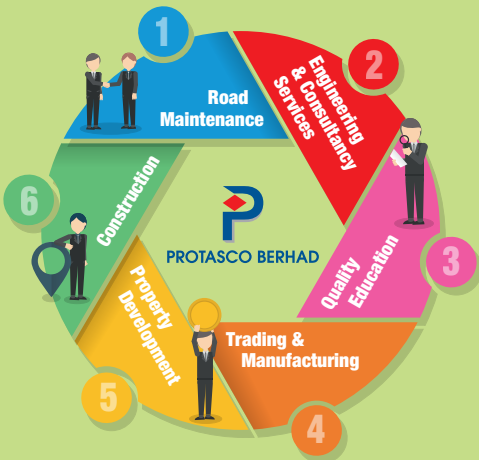 1
Road
Maintenance
2
Engineering
& Consultancy
Services
3
Quality
Education
4
Trading &
Manufacturing
5
Property
Development
6
Construction
PROTASCO BERHAD